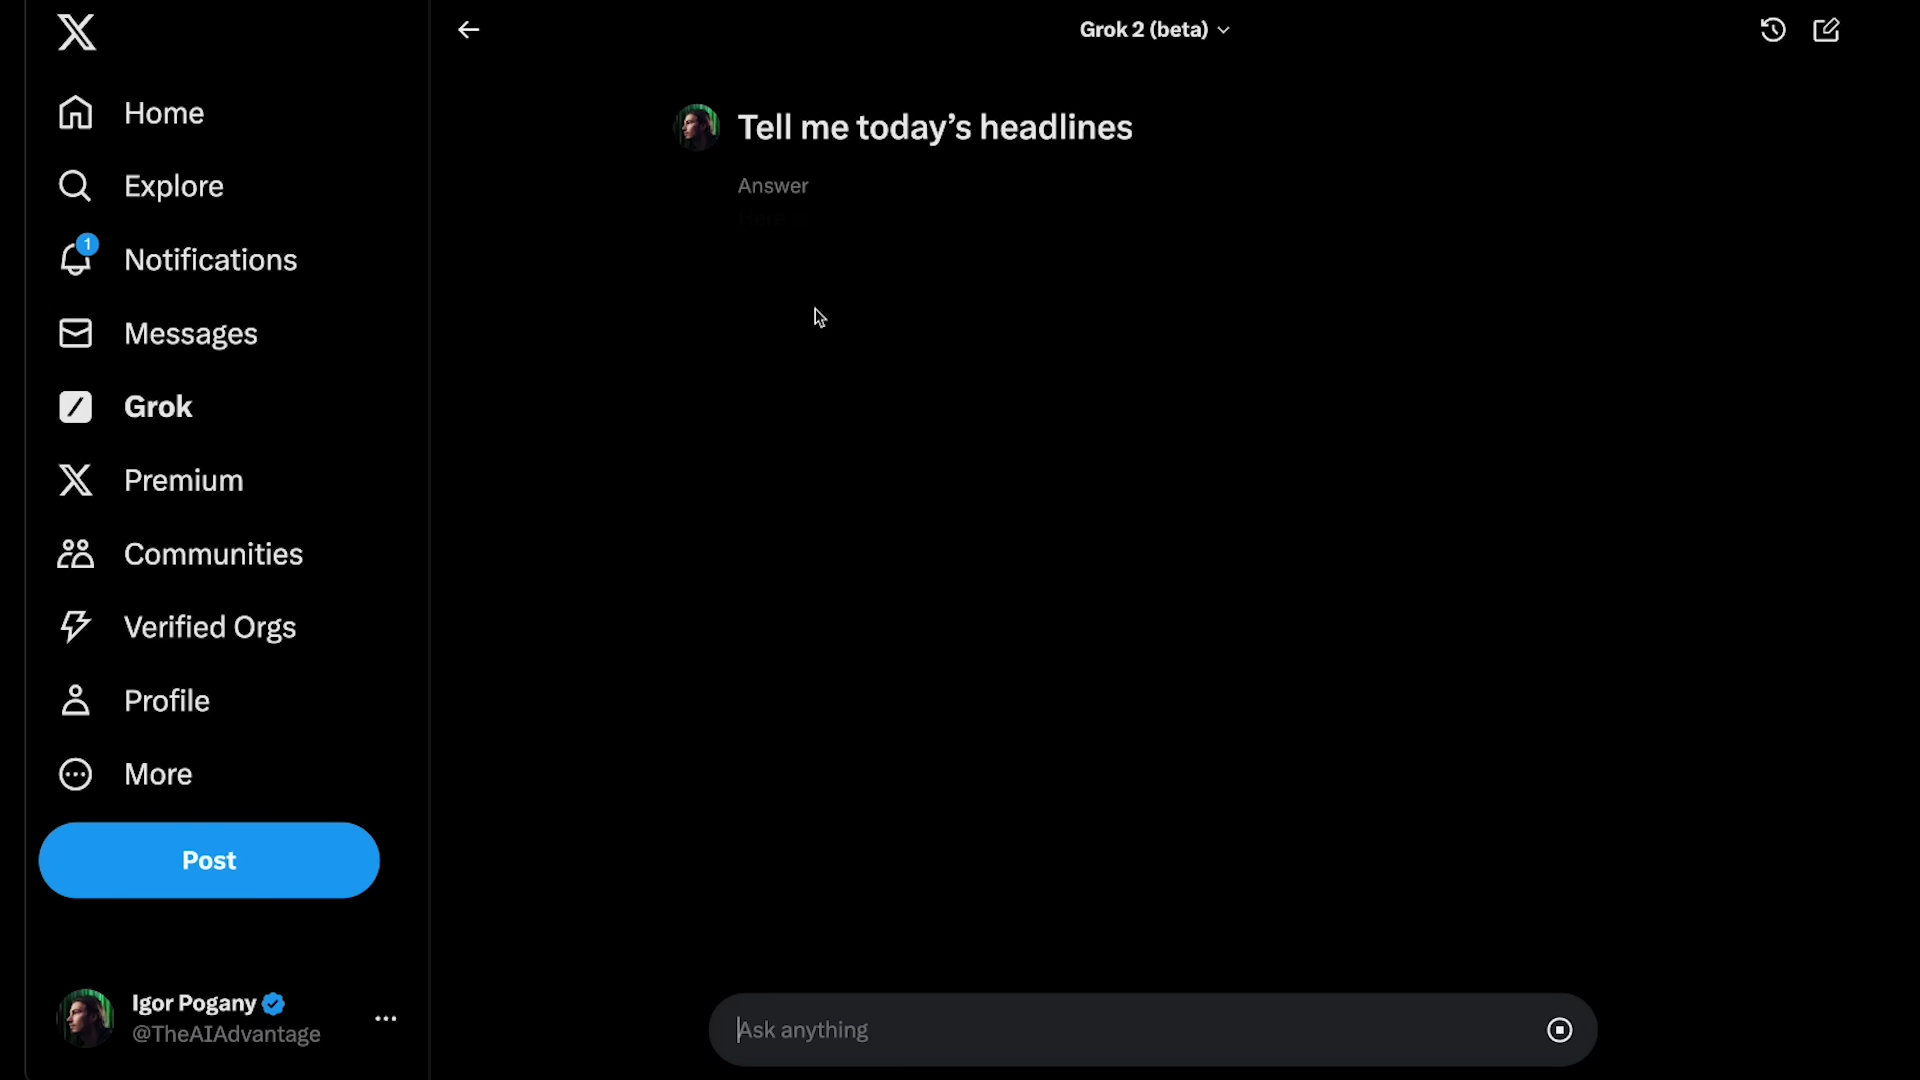 Home
Explore
1
Notifications
Messages
Grok
Premium
Communities
Verified Orgs
Profile
More
Post
Igor Pogany
@TheAIAdvantage
Grok 2 (beta)
Tell me today’s headlines
Answer
Ask anything